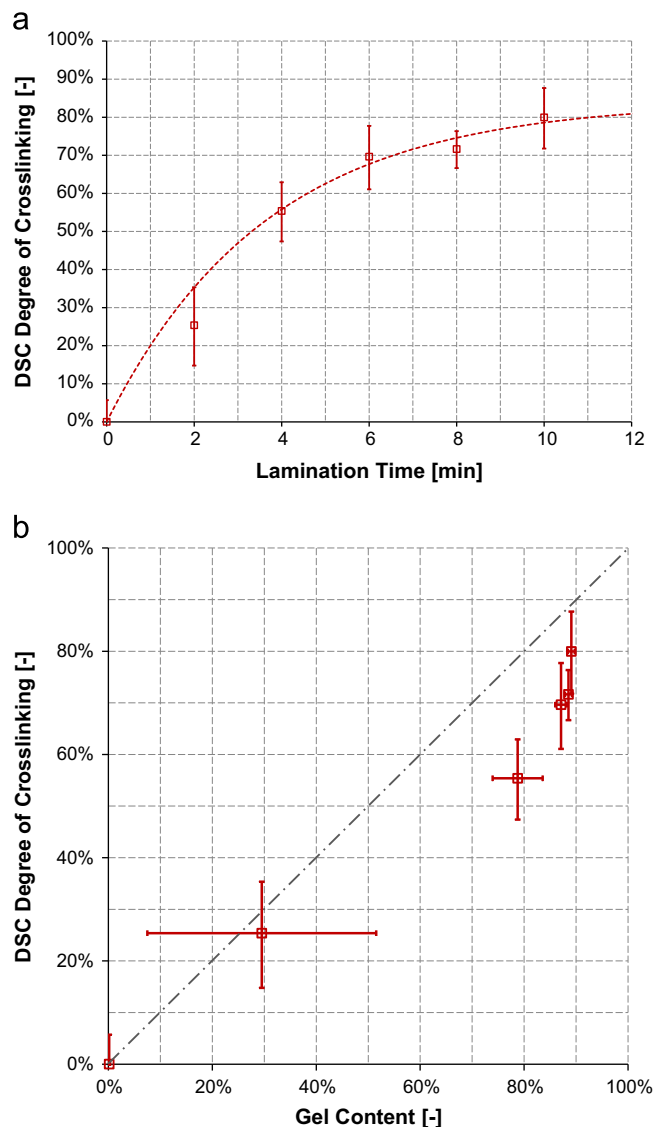 a
100%
90%
80%
70%
60%
50%
40%
30%
20%
10%
0%
DSC Degree of Crosslinking [-]
0 2 4 6 8 10 12
Lamination Time [min]
b
100%
80%
60%
40%
20%
0%
DSC Degree of Crosslinking [-]
0% 20% 40% 60% 80% 100%
Gel Content [-]